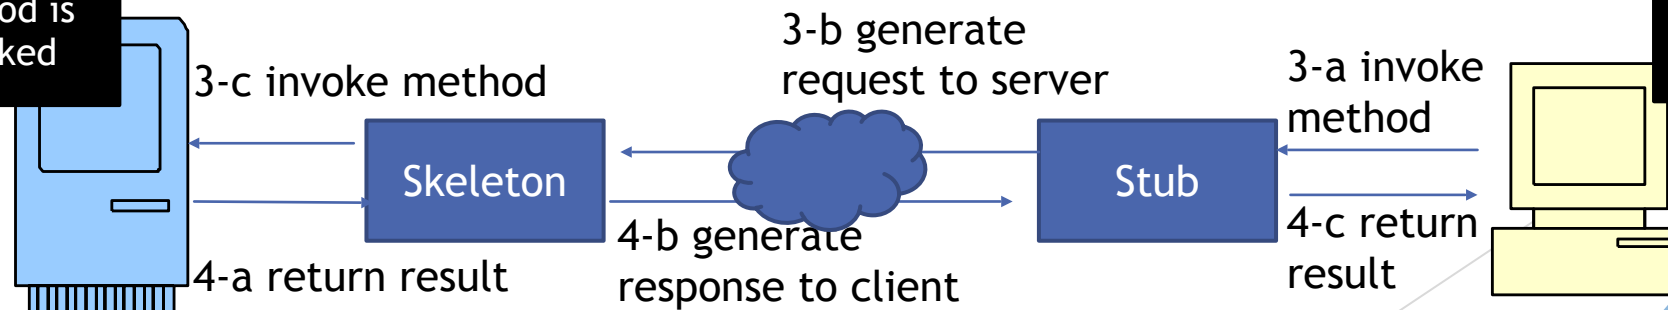 is
3-c invoke method
3-b generate
request to server
3-a invoke
method
Skeleton
Stub
4-a return result
4-b generate
response to client
4-c return
result